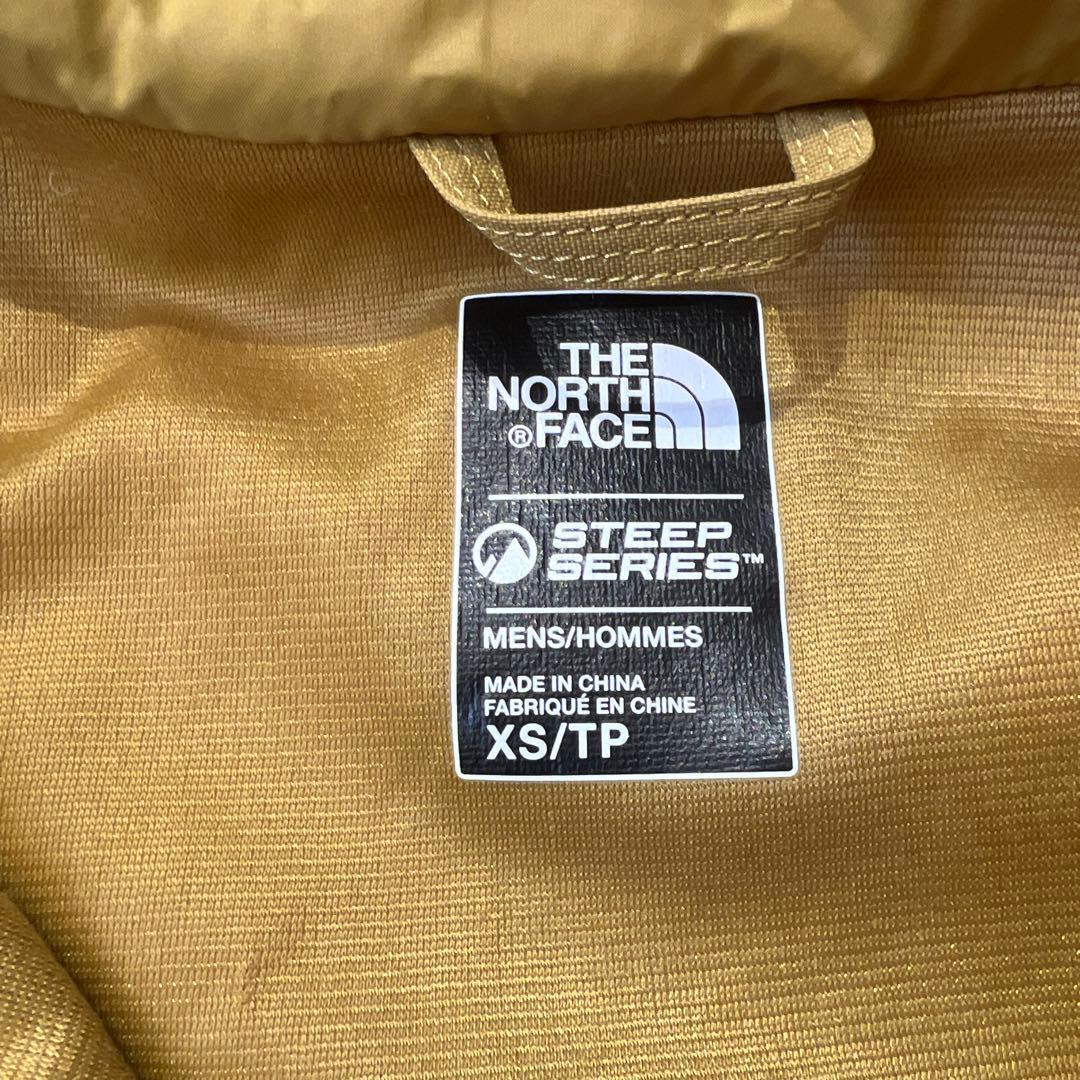 THE
NORTH
®FACE
STEEP
SERIES™
MENS/HOMMES
MADE IN CHINA
FABRIQUÉ EN CHINE
XS/TP